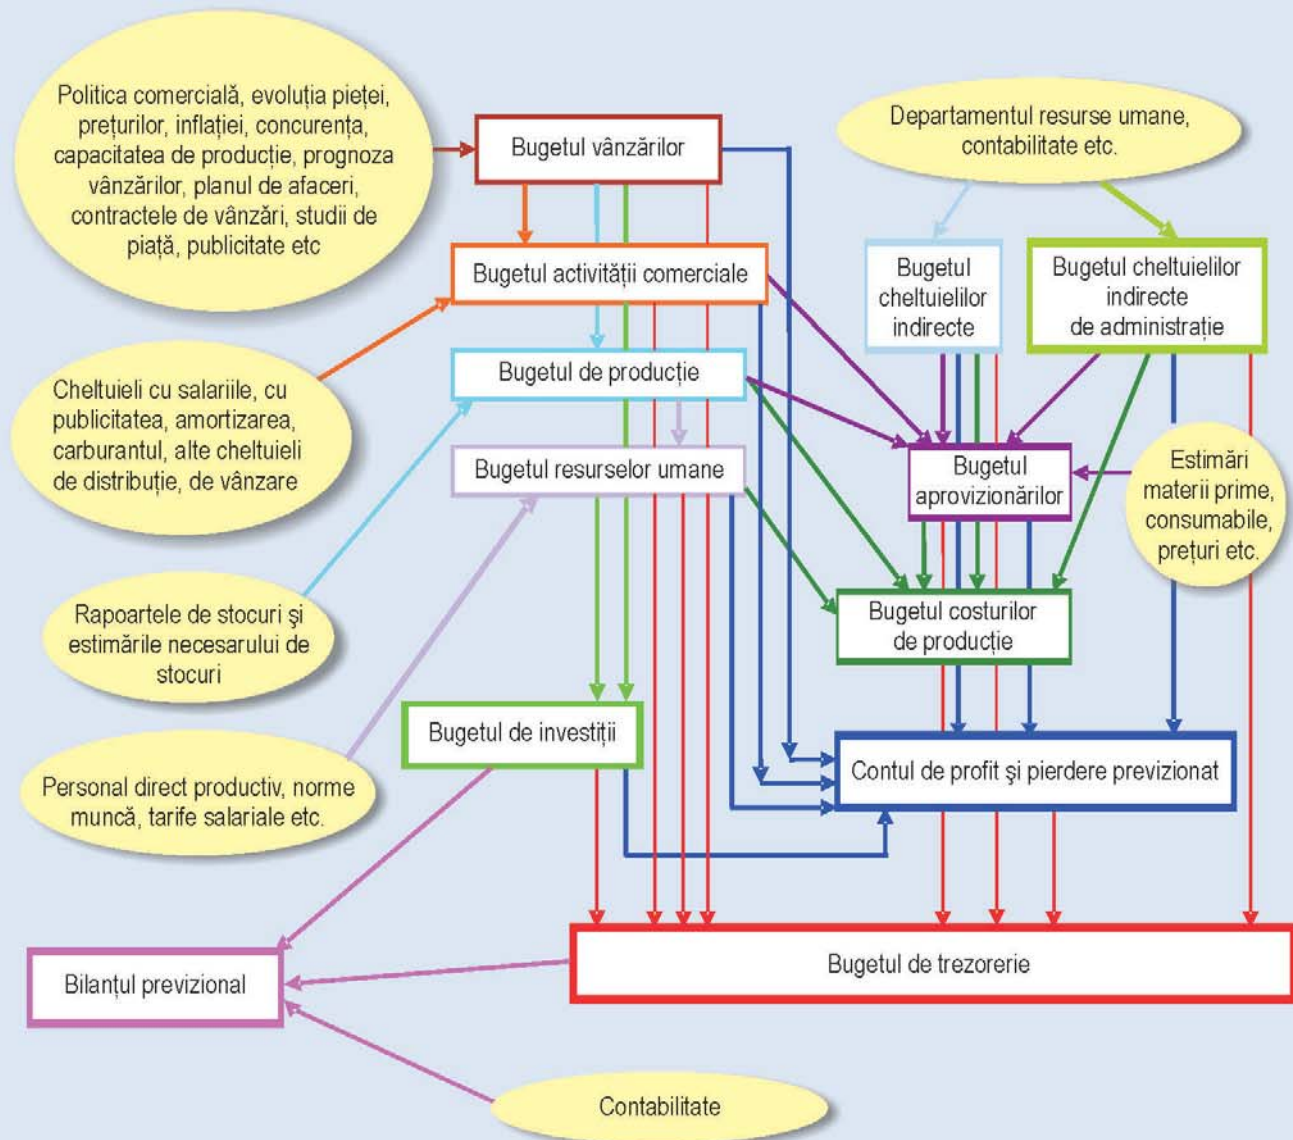 Politica comercială, evoluția pieței,
prețurilor, inflației, concurența,
capacitatea de producție, prognoza
vânzărilor, planul de afaceri,
contractele de vânzări, studii de
piață, publicitate etc
Bugetul vânzărilor
Departamentul resurse umane,
contabilitate etc.
Bugetul activității comerciale
Bugetul
cheltuielilor
indirecte
Bugetul cheltuielilor
indirecte
de administrație
Cheltuieli cu salariile, cu
publicitatea, amortizarea,
carburantul, alte cheltuieli
de distribuție, de vânzare
Bugetul de producție
Bugetul resurselor umane
Bugetul
aprovizionărilor
Estimări
materii prime,
consumabile,
prețuri etc.
Rapoartele de stocuri şi
estimările necesarului de
stocuri
Bugetul costurilor
de producție
Bugetul de investiții
Contul de profit şi pierdere previzionat
Personal direct productiv, norme
muncă, tarife salariale etc.
Bilanțul previzional
Bugetul de trezorerie
Contabilitate